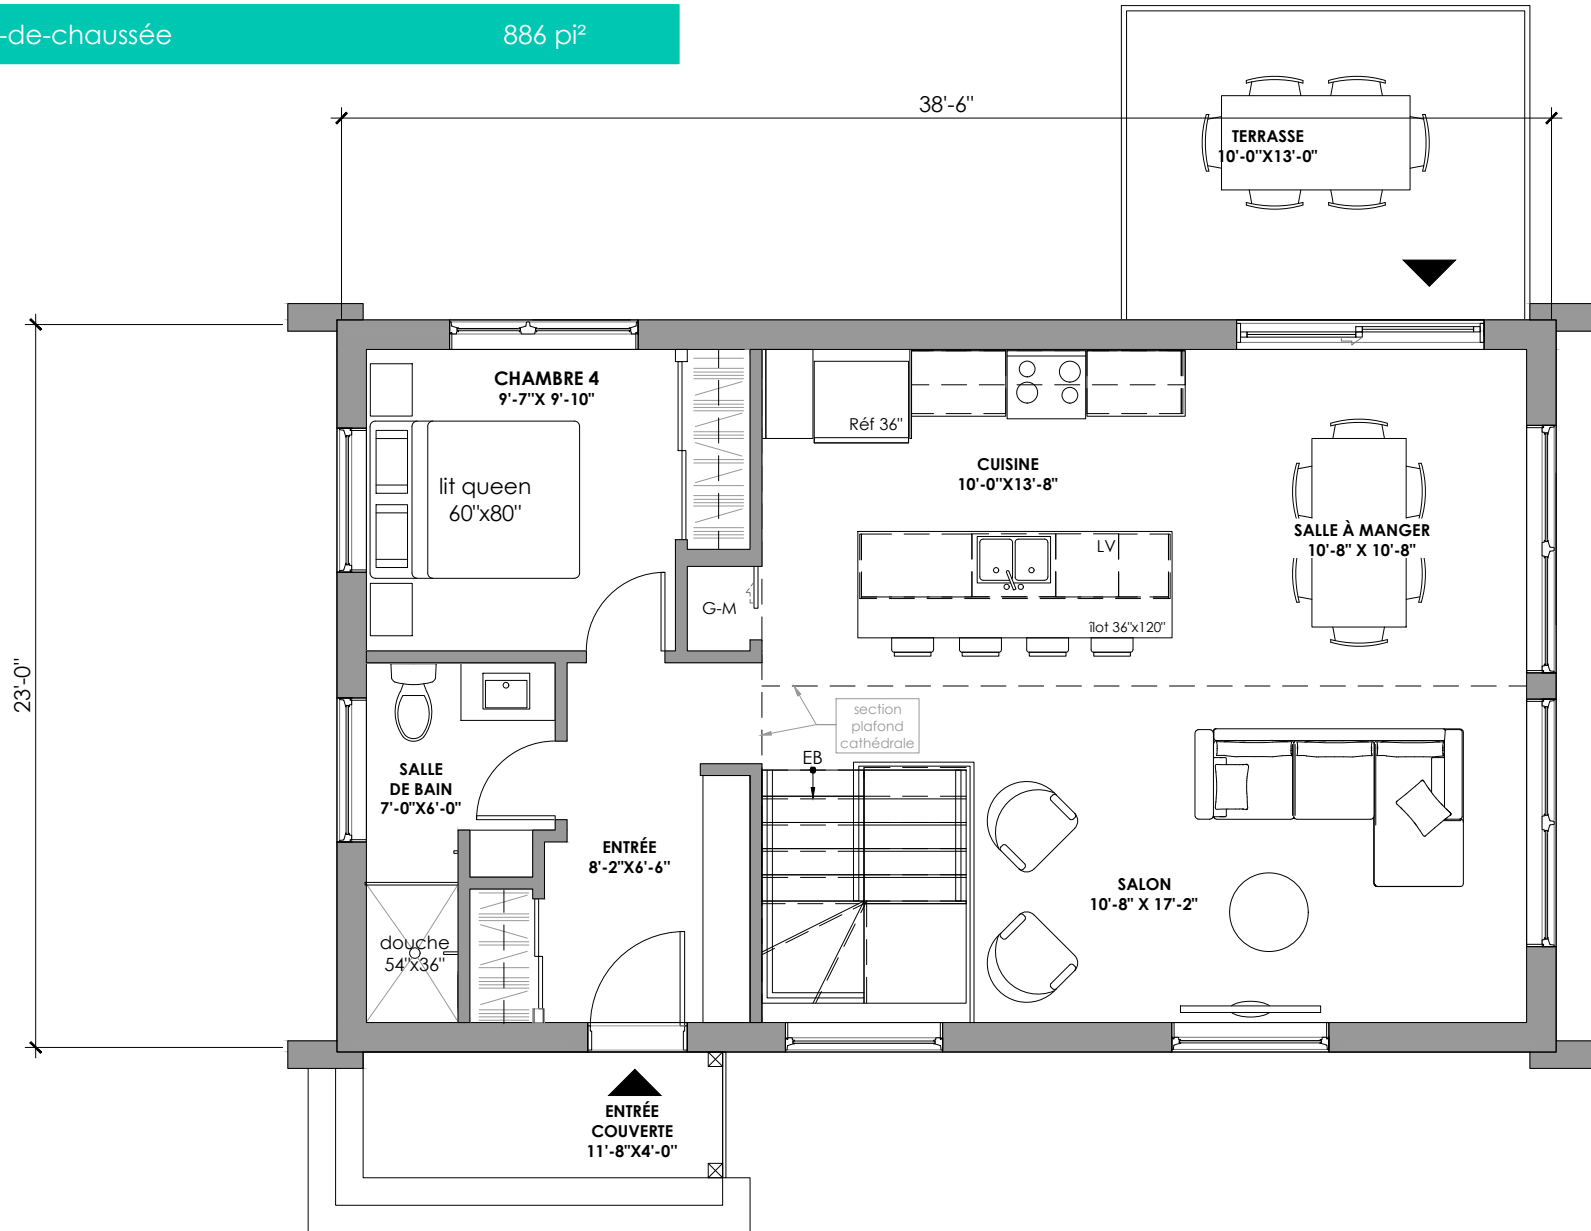 -de-chaussée 886 pi²
38'-6"
TERRASSE
10'-0"X13'-0"
CHAMBRE 4
9'-7"X 9'-10"
Réf 36"
CUISINE
10'-0"X13'-8"
lit queen
60"x80"
SALLE À MANGER
10'-8" X 10'-8"
LV
G-M
îlot 36"x120"
23'-0"
section
plafond
cathédrale
EB
SALLE
DE BAIN
7'-0"X6'-0"
ENTRÉE
8'-2"X6'-6"
SALON
10'-8" X 17'-2"
douche
54"x36"
ENTRÉE
COUVERTE
11'-8"X4'-0"